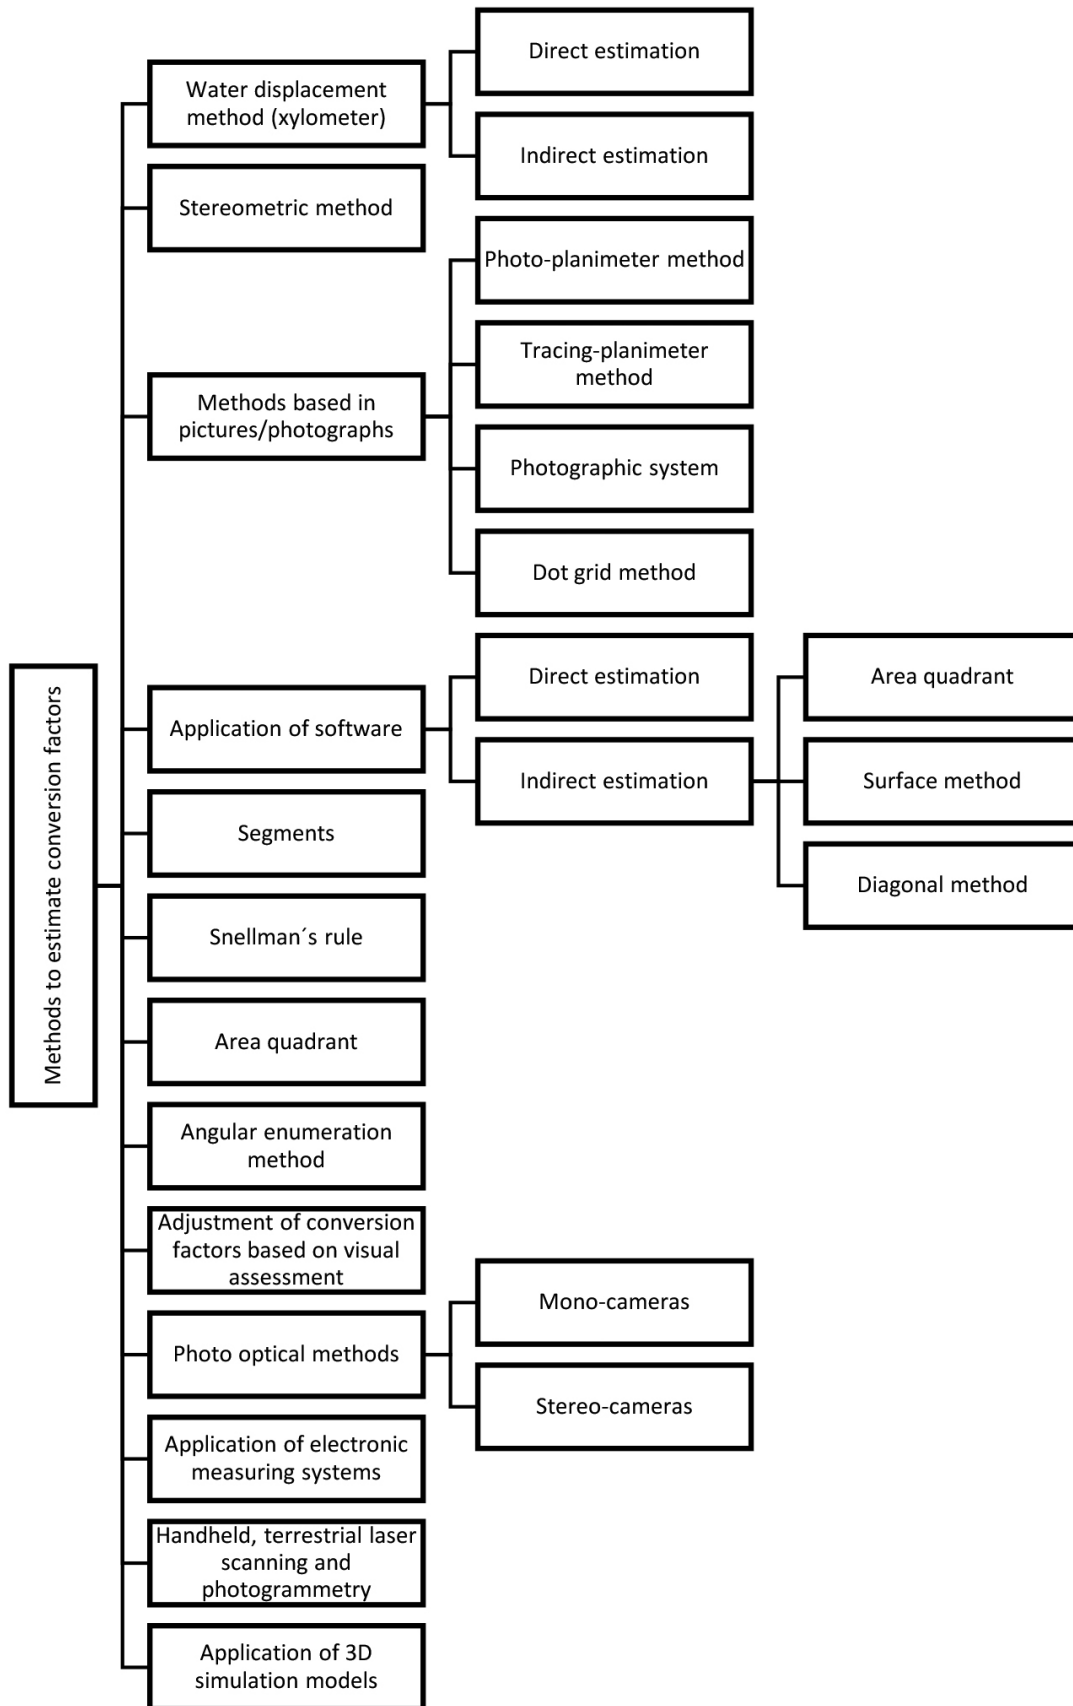 Methods to estimate conversion factors
Water displacement
method (xylometer)
Direct estimation
Indirect estimation
Stereometric method
Methods based in
pictures/photographs
Photo-planimeter method
Tracing-planimeter
method
Photographic system
Dot grid method
Application of software
Direct estimation
Indirect estimation
Area quadrant
Surface method
Diagonal method
Segments
Snellman´s rule
Area quadrant
Angular enumeration
method
Adjustment of conversion
factors based on visual
assessment
Photo optical methods
Mono-cameras
Stereo-cameras
Application of electronic
measuring systems
Handheld, terrestrial laser
scanning and
photogrammetry
Application of 3D
simulation models